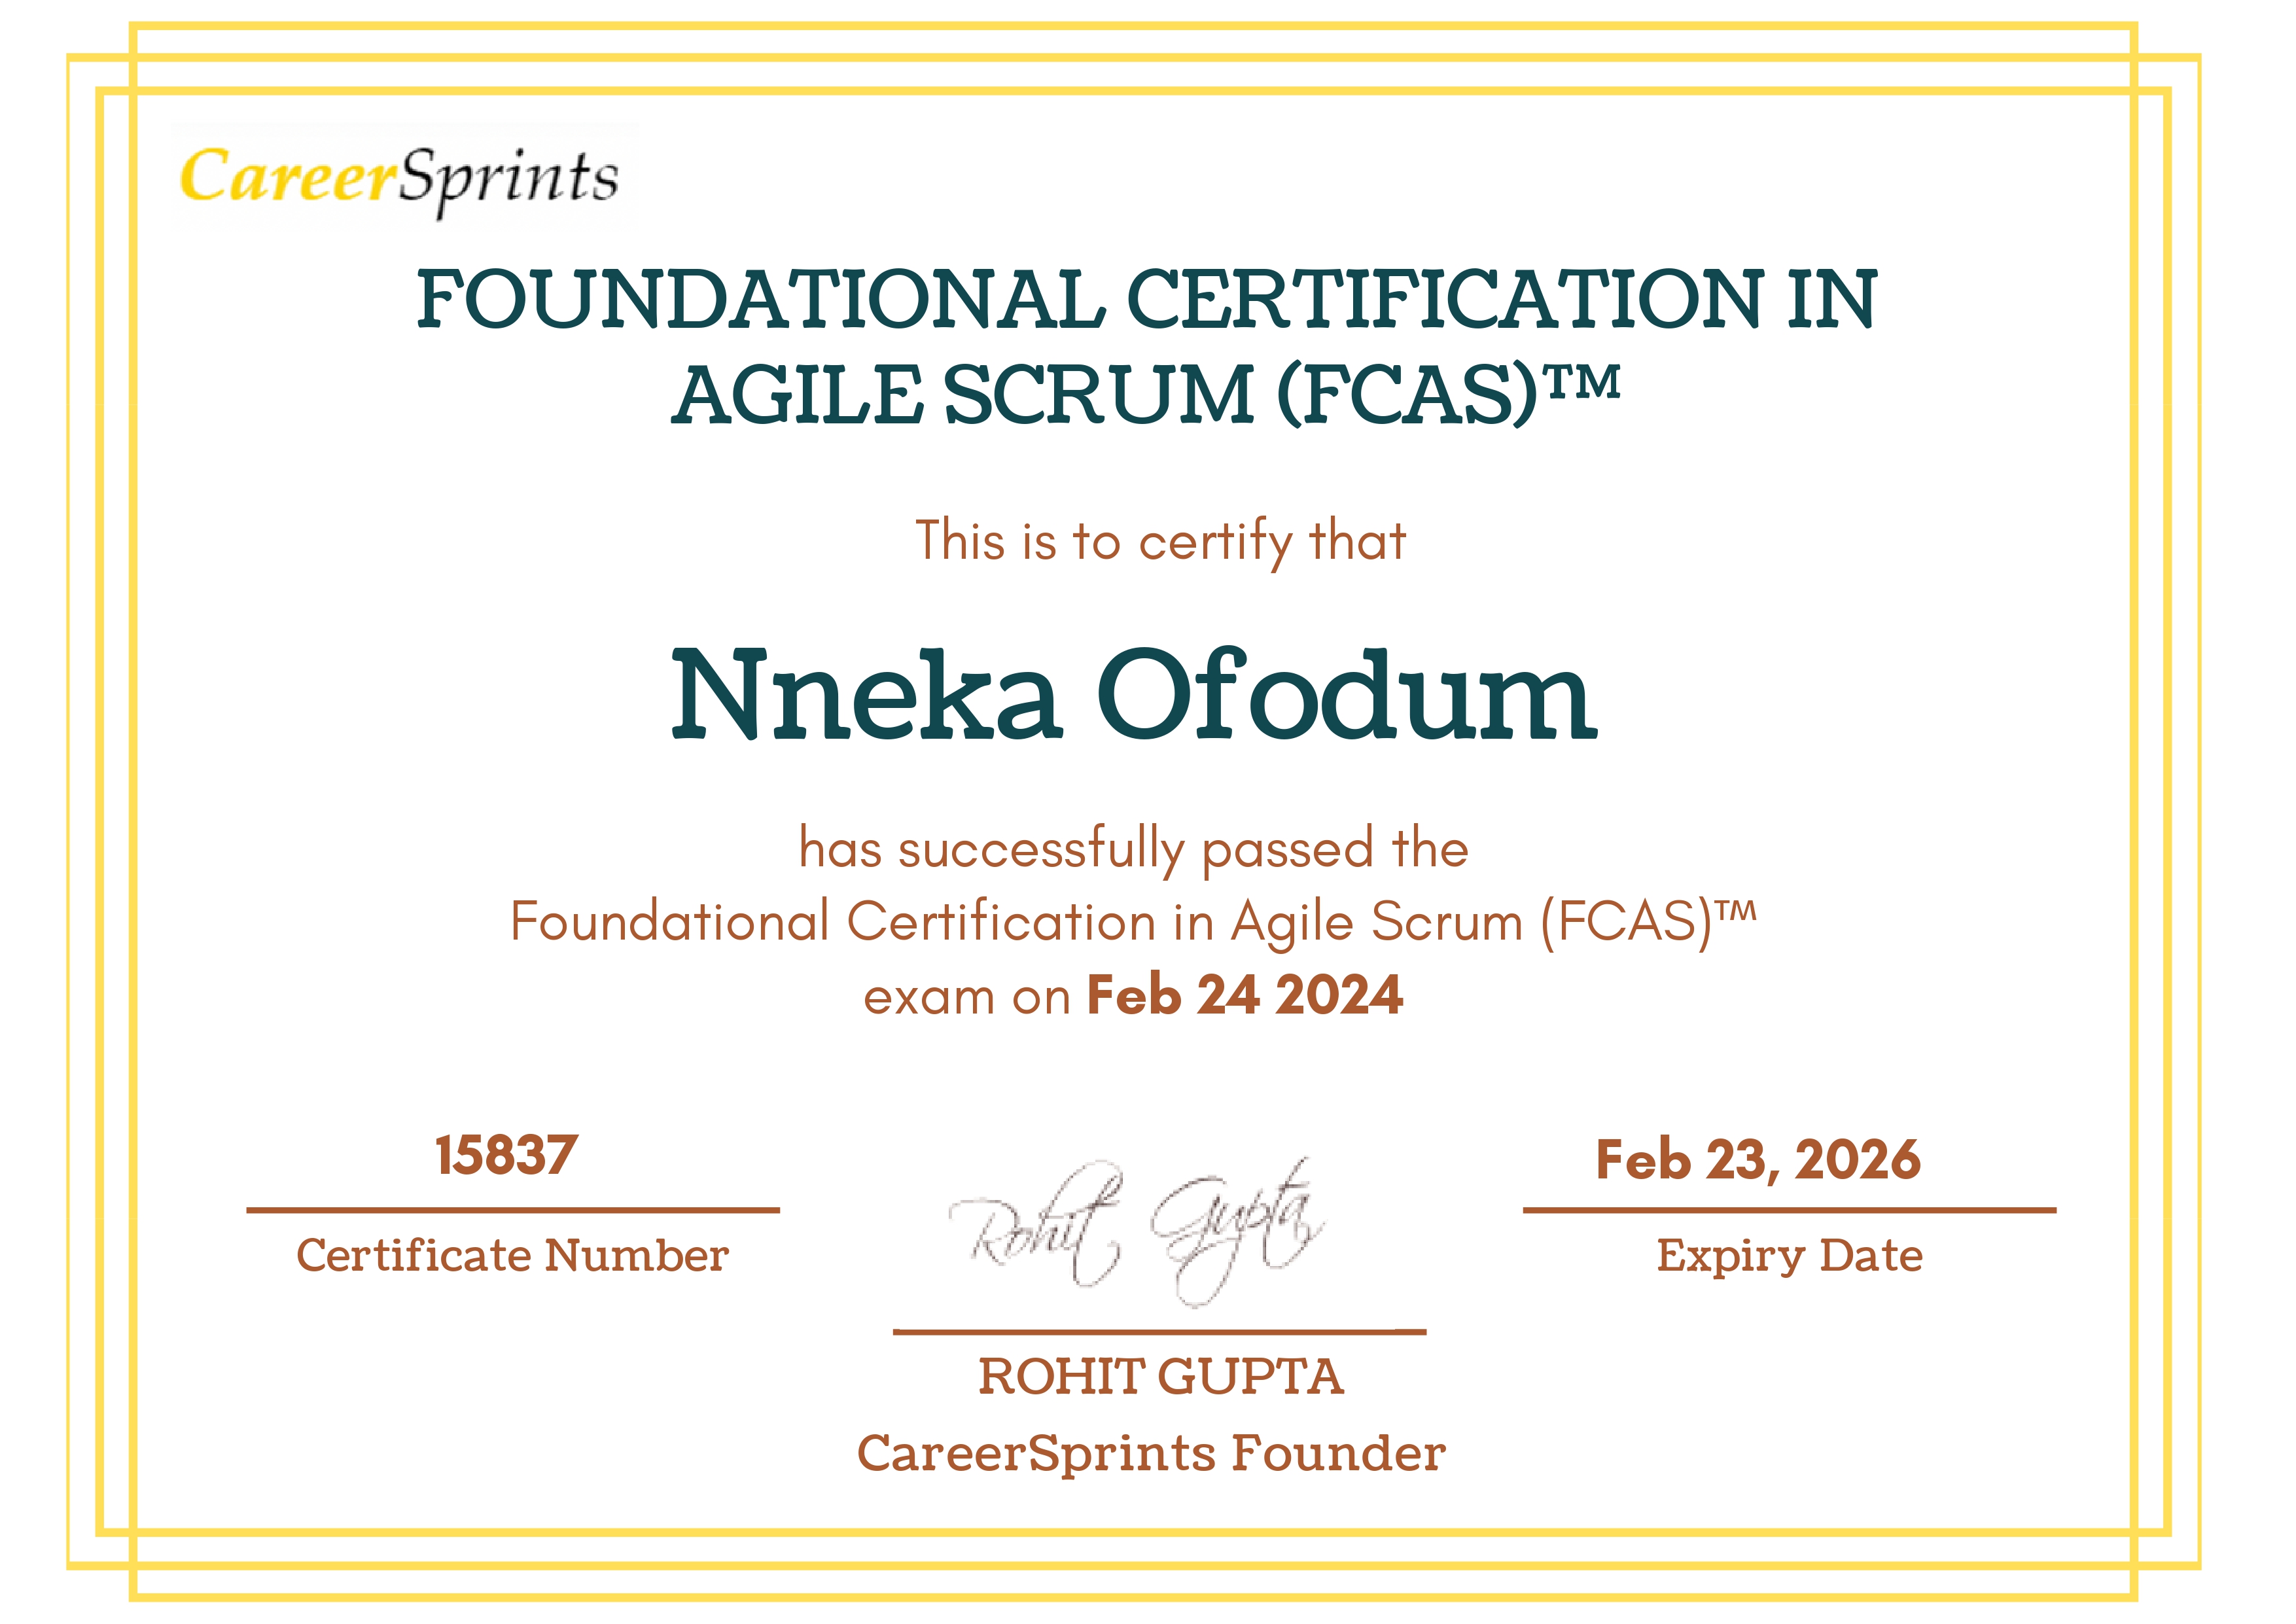 CareerSprints
FOUNDATIONAL CERTIFICATION IN
AGILE SCRUM (FCAS)™
This is to certify that
Nneka Ofodum
has successfully passed the
Foundational Certification in Agile Scrum (FCAS)™
exam on Feb 24 2024
15837
Certificate Number
Rohit Gupta
Feb 23, 2026
Expiry Date
ROHIT GUPTA
CareerSprints Founder